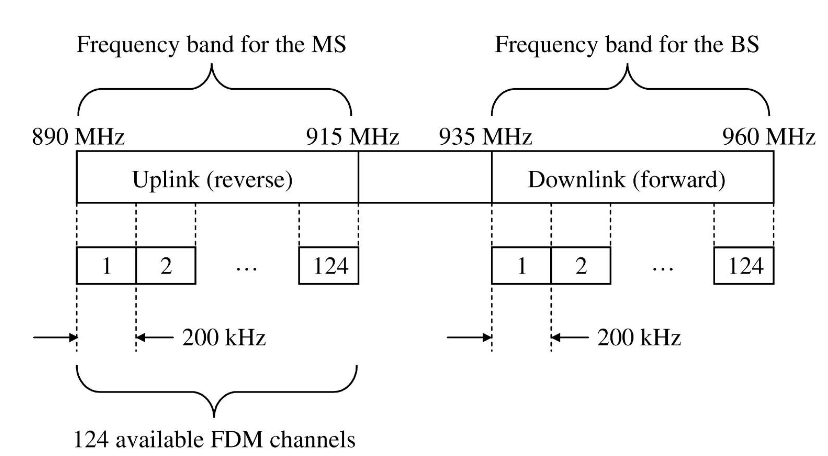 Frequency band for the MS Frequency band for the BS
890 MHz 915 MHz 935 MHz 960 MHz
Uplink (reverse) Downlink (forward)
1 2 ... 124 1 2 ... 124
200 kHz 200 kHz
124 available FDM channels